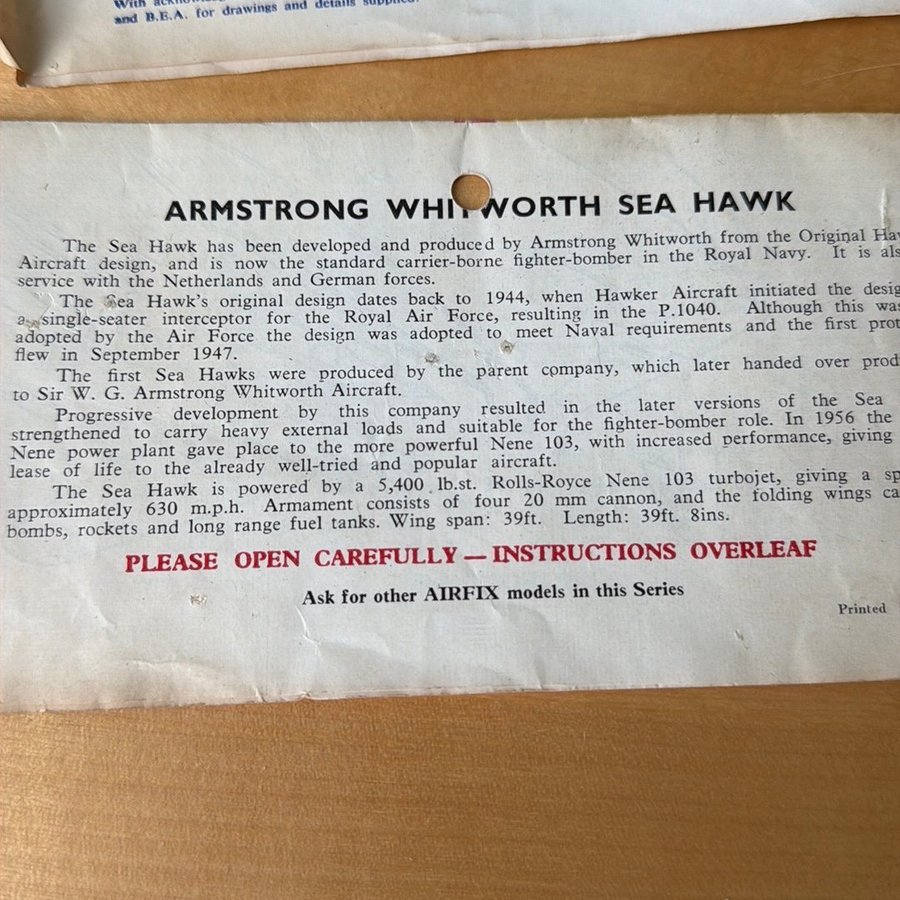 With
and B.E.A. for drawings and details supplied.
ARMSTRONG WHITWORTH SEA HAWK
The Sea Hawk has been developed and produced by Armstrong Whitworth from the Original
Aircraft design, and is now the standard carrier-borne fighter-bomber in the Royal Navy. It is
service with the Netherlands and German forces.
The Sea Hawk's original design dates back to 1944, when Hawker Aircraft initiated the
a single-seater interceptor for the Royal Air Force, resulting in the P.1040. Although this was
adopted by the Air Force the design was adopted to meet Naval requirements and the first
flew in September 1947.
The first Sea Hawks were produced by the parent company, which later handed over
to Sir W. G. Armstrong Whitworth Aircraft.
Progressive development by this company resulted in the later versions of the Sea
strengthened to carry heavy external loads and suitable for the fighter-bomber role. In 1956 the
Nene power plant gave place to the more powerful Nene 103, with increased performance, giving
lease of life to the already well-tried and popular aircraft.
The Sea Hawk is powered by a 5,400 lb.st. Rolls-Royce Nene 103 turbojet, giving a
approximately 630 m.p.h. Armament consists of four 20 mm cannon, and the folding wings
bombs, rockets and long range fuel tanks. Wing span: 39ft. Length: 39ft. 8ins.
PLEASE OPEN CAREFULLY — INSTRUCTIONS OVERLEAF
Ask for other AIRFIX models in this Series
Printed